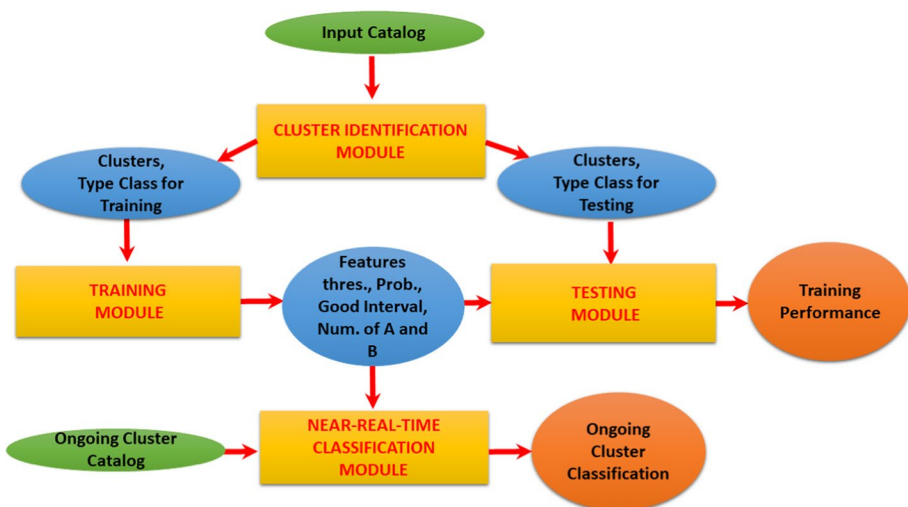 Input Catalog
CLUSTER IDENTIFICATION
MODULE
Clusters,
Type Class for
Training
Clusters,
Type Class for
Testing
TRAINING
MODULE
Features
thres., Prob.,
Good Interval,
Num. of A and
B
TESTING
MODULE
Training
Performance
Ongoing Cluster
Catalog
NEAR-REAL-TIME
CLASSIFICATION
MODULE
Ongoing
Cluster
Classification